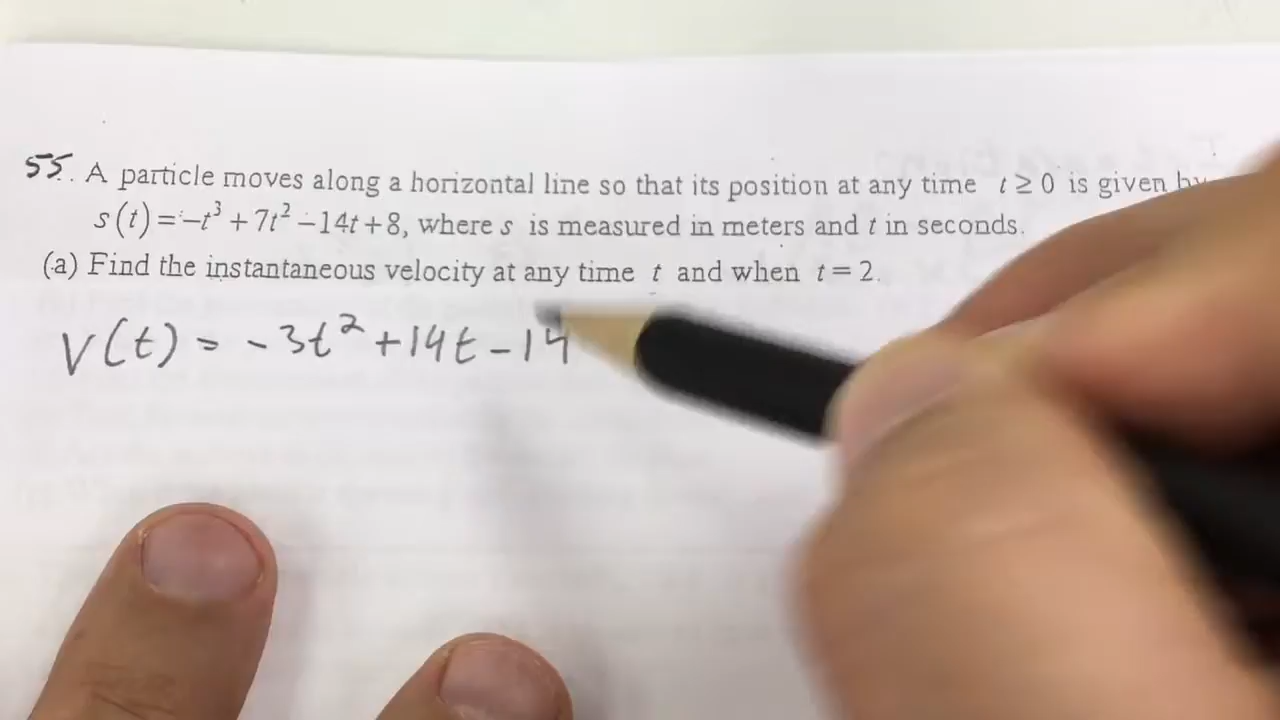 55. A particle moves along a horizontal line so that its position at any time t ≥ 0 is given by
s(t) = -t³ + 7t² - 14t + 8, where s is measured in meters and t in seconds.
(a) Find the instantaneous velocity at any time t and when t = 2.
V(t) = -3t² + 14t - 14